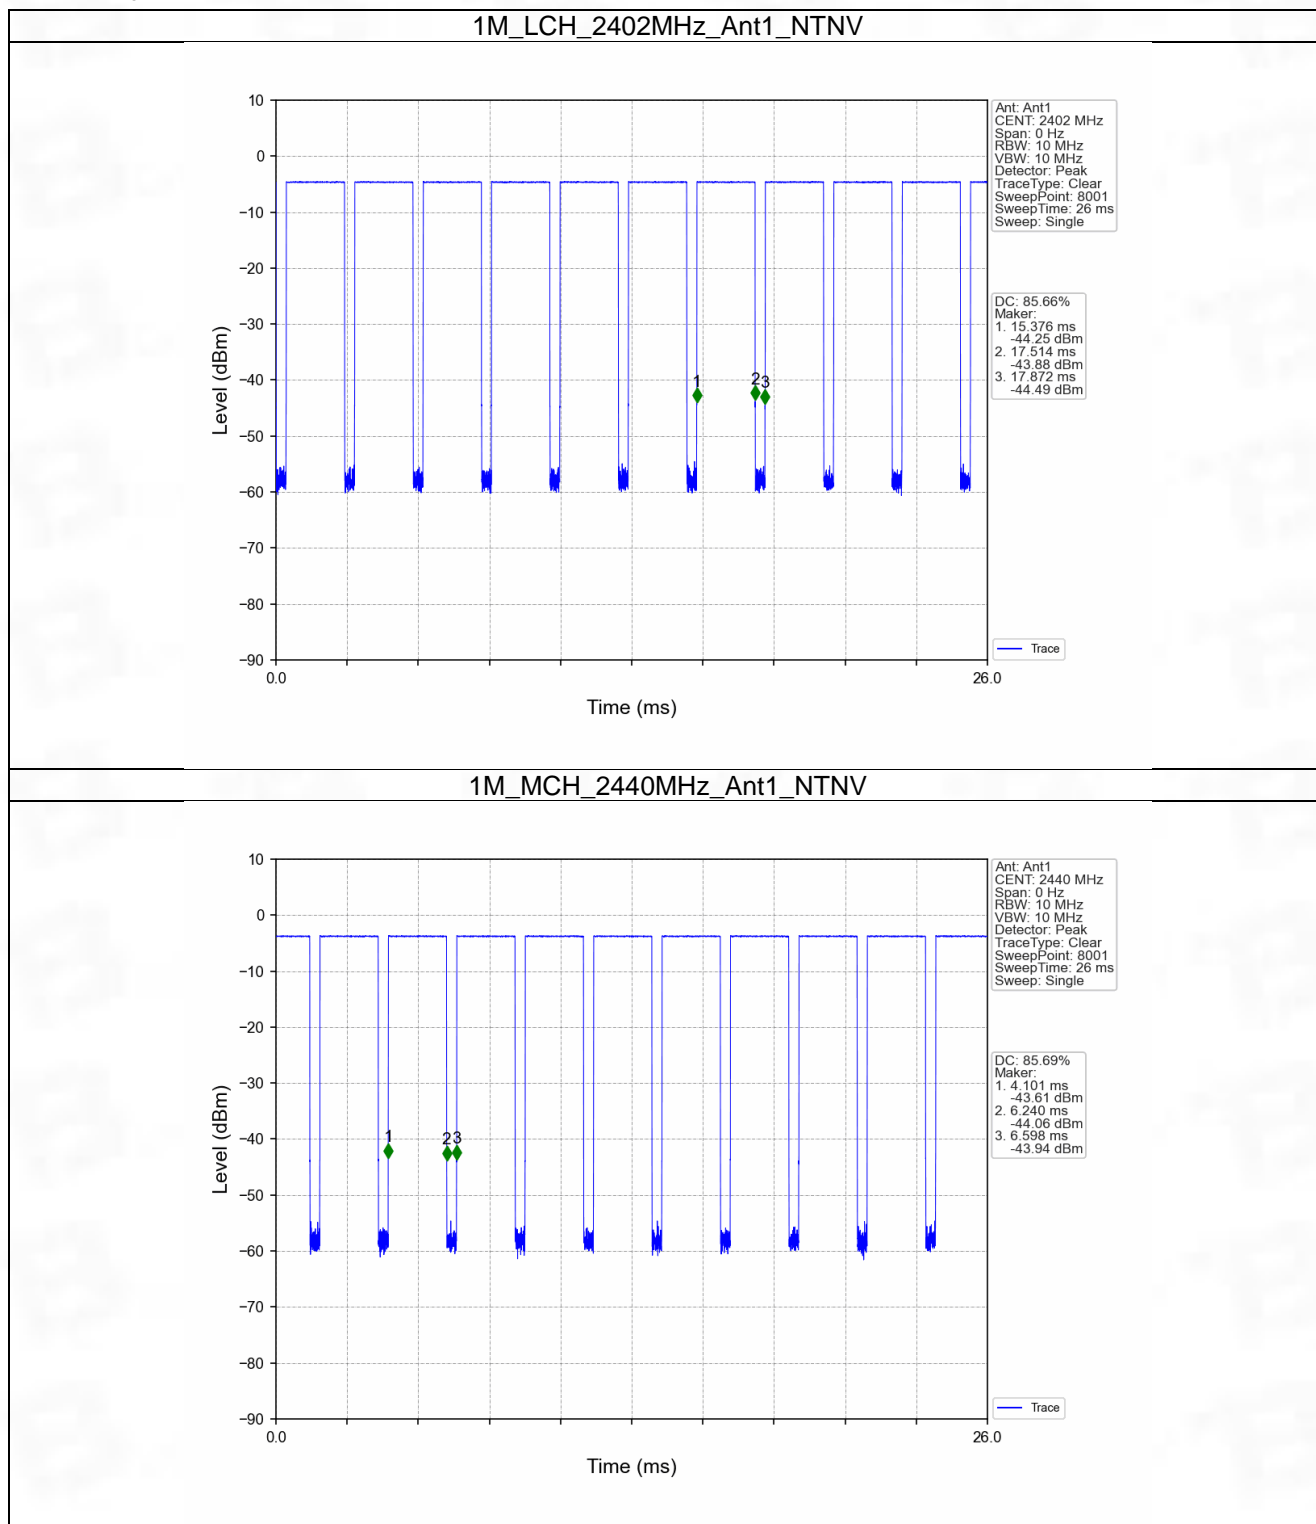 1M_LCH_2402MHz_Ant1_NTNV
10
0
−10
−20
−30
−40
−50
−60
−70
−80
−90
Level (dBm)
1
2
3
0.0
26.0
Time (ms)
Ant: Ant1
CENT: 2402 MHz
Span: 0 Hz
RBW: 10 MHz
VBW: 10 MHz
Detector: Peak
TraceType: Clear
SweepPoint: 8001
SweepTime: 26 ms
Sweep: Single
DC: 85.66%
Maker:
1. 15.376 ms
-44.25 dBm
2. 17.514 ms
-43.88 dBm
3. 17.872 ms
-44.49 dBm
Trace
1M_MCH_2440MHz_Ant1_NTNV
10
0
−10
−20
−30
−40
−50
−60
−70
−80
−90
Level (dBm)
1
2
3
0.0
26.0
Time (ms)
Ant: Ant1
CENT: 2440 MHz
Span: 0 Hz
RBW: 10 MHz
VBW: 10 MHz
Detector: Peak
TraceType: Clear
SweepPoint: 8001
SweepTime: 26 ms
Sweep: Single
DC: 85.69%
Maker:
1. 4.101 ms
-43.61 dBm
2. 6.240 ms
-44.06 dBm
3. 6.598 ms
-43.94 dBm
Trace